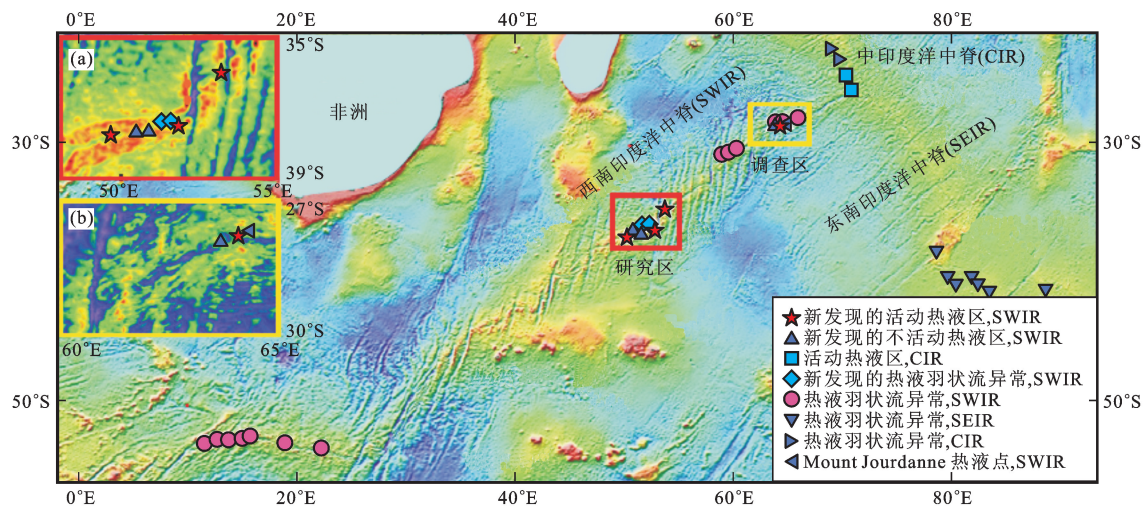 0°E 20°E 40°E 60°E 80°E
(a)
35°S
39°S
50°E 55°E
(b)
27°S
30°S
60°E 65°E
非洲
西南印度洋中脊(SWIR)
中印度洋中脊(CIR)
东南印度洋中脊(SEIR)
调查区
研究区
30°S 30°S
50°S 50°S
新发现的活动热液区,SWIR
新发现的不活动热液区,SWIR
活动热液区,CIR
新发现的热液羽状流异常,SWIR
热液羽状流异常,SWIR
热液羽状流异常,SEIR
热液羽状流异常,CIR
Mount Jourdanne 热液点,SWIR
0°E 20°E 40°E 60°E 80°E